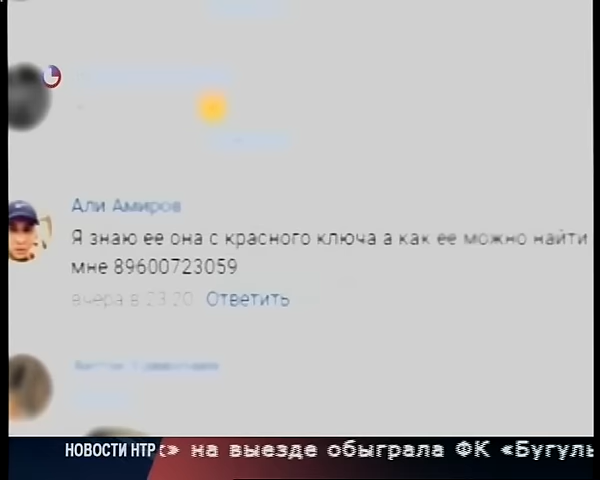 Али Амиров
Я знаю ее она с красного ключа а как ее можно найти
мне 89600723059
вчера в 23:20 Ответить
НОВОСТИ НТР
» на выезде обыграла ФК «Бугуль